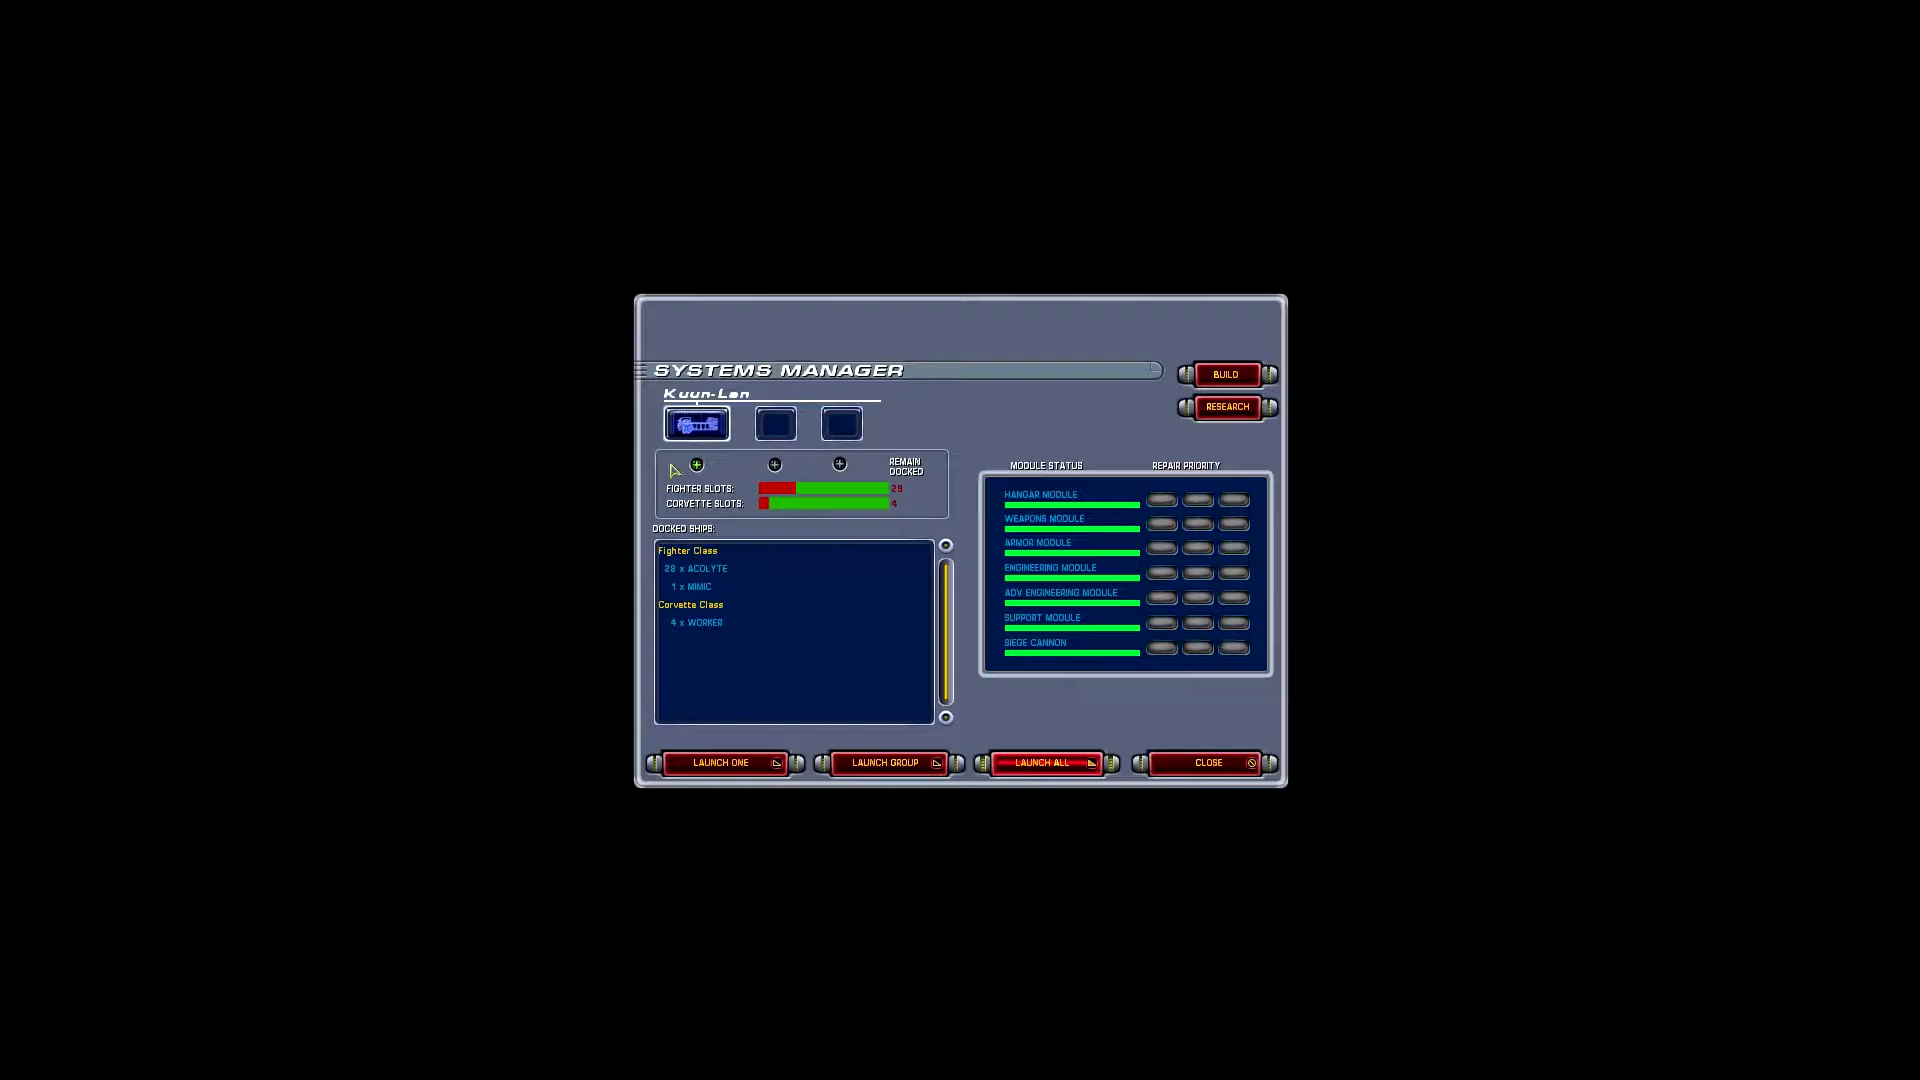 SYSTEMS MANAGER
BUILD
Kuun-Lan
RESEARCH
REMAIN
DOCKED
FIGHTER SLOTS:
29
CORVETTE SLOTS:
4
DOCKED SHIPS:
Fighter Class
28 x ACOLYTE
1 x MIMIC
Corvette Class
4 x WORKER
MODULE STATUS REPAIR PRIORITY
HANGAR MODULE
WEAPONS MODULE
ARMOR MODULE
ENGINEERING MODULE
ADV ENGINEERING MODULE
SUPPORT MODULE
SIEGE CANNON
LAUNCH ONE LAUNCH GROUP LAUNCH ALL CLOSE